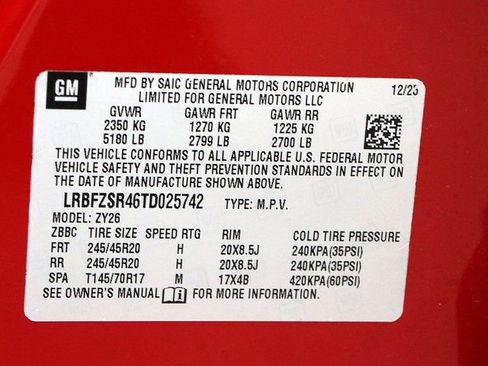 GM
MFD BY SAIC GENERAL MOTORS CORPORATION 12/25
LIMITED FOR GENERAL MOTORS LLC
GVWR GAWR FRT GAWR RR
2350 KG 1270 KG 1225 KG
5180 LB 2799 LB 2700 LB
THIS VEHICLE CONFORMS TO ALL APPLICABLE U.S. FEDERAL MOTOR
VEHICLE SAFETY AND THEFT PREVENTION STANDARDS IN EFFECT ON
THE DATE OF MANUFACTURE SHOWN ABOVE.
LRBFZSR46TD025742 TYPE: M.P.V.
MODEL: ZY26
ZBBC TIRE SIZE SPEED RTG RIM COLD TIRE PRESSURE
FRT 245/45R20 H 20X8.5J 240KPA(35PSI)
RR 245/45R20 H 20X8.5J 240KPA(35PSI)
SPA T145/70R17 M 17X4B 420KPA(60PSI)
SEE OWNER'S MANUAL FOR MORE INFORMATION.